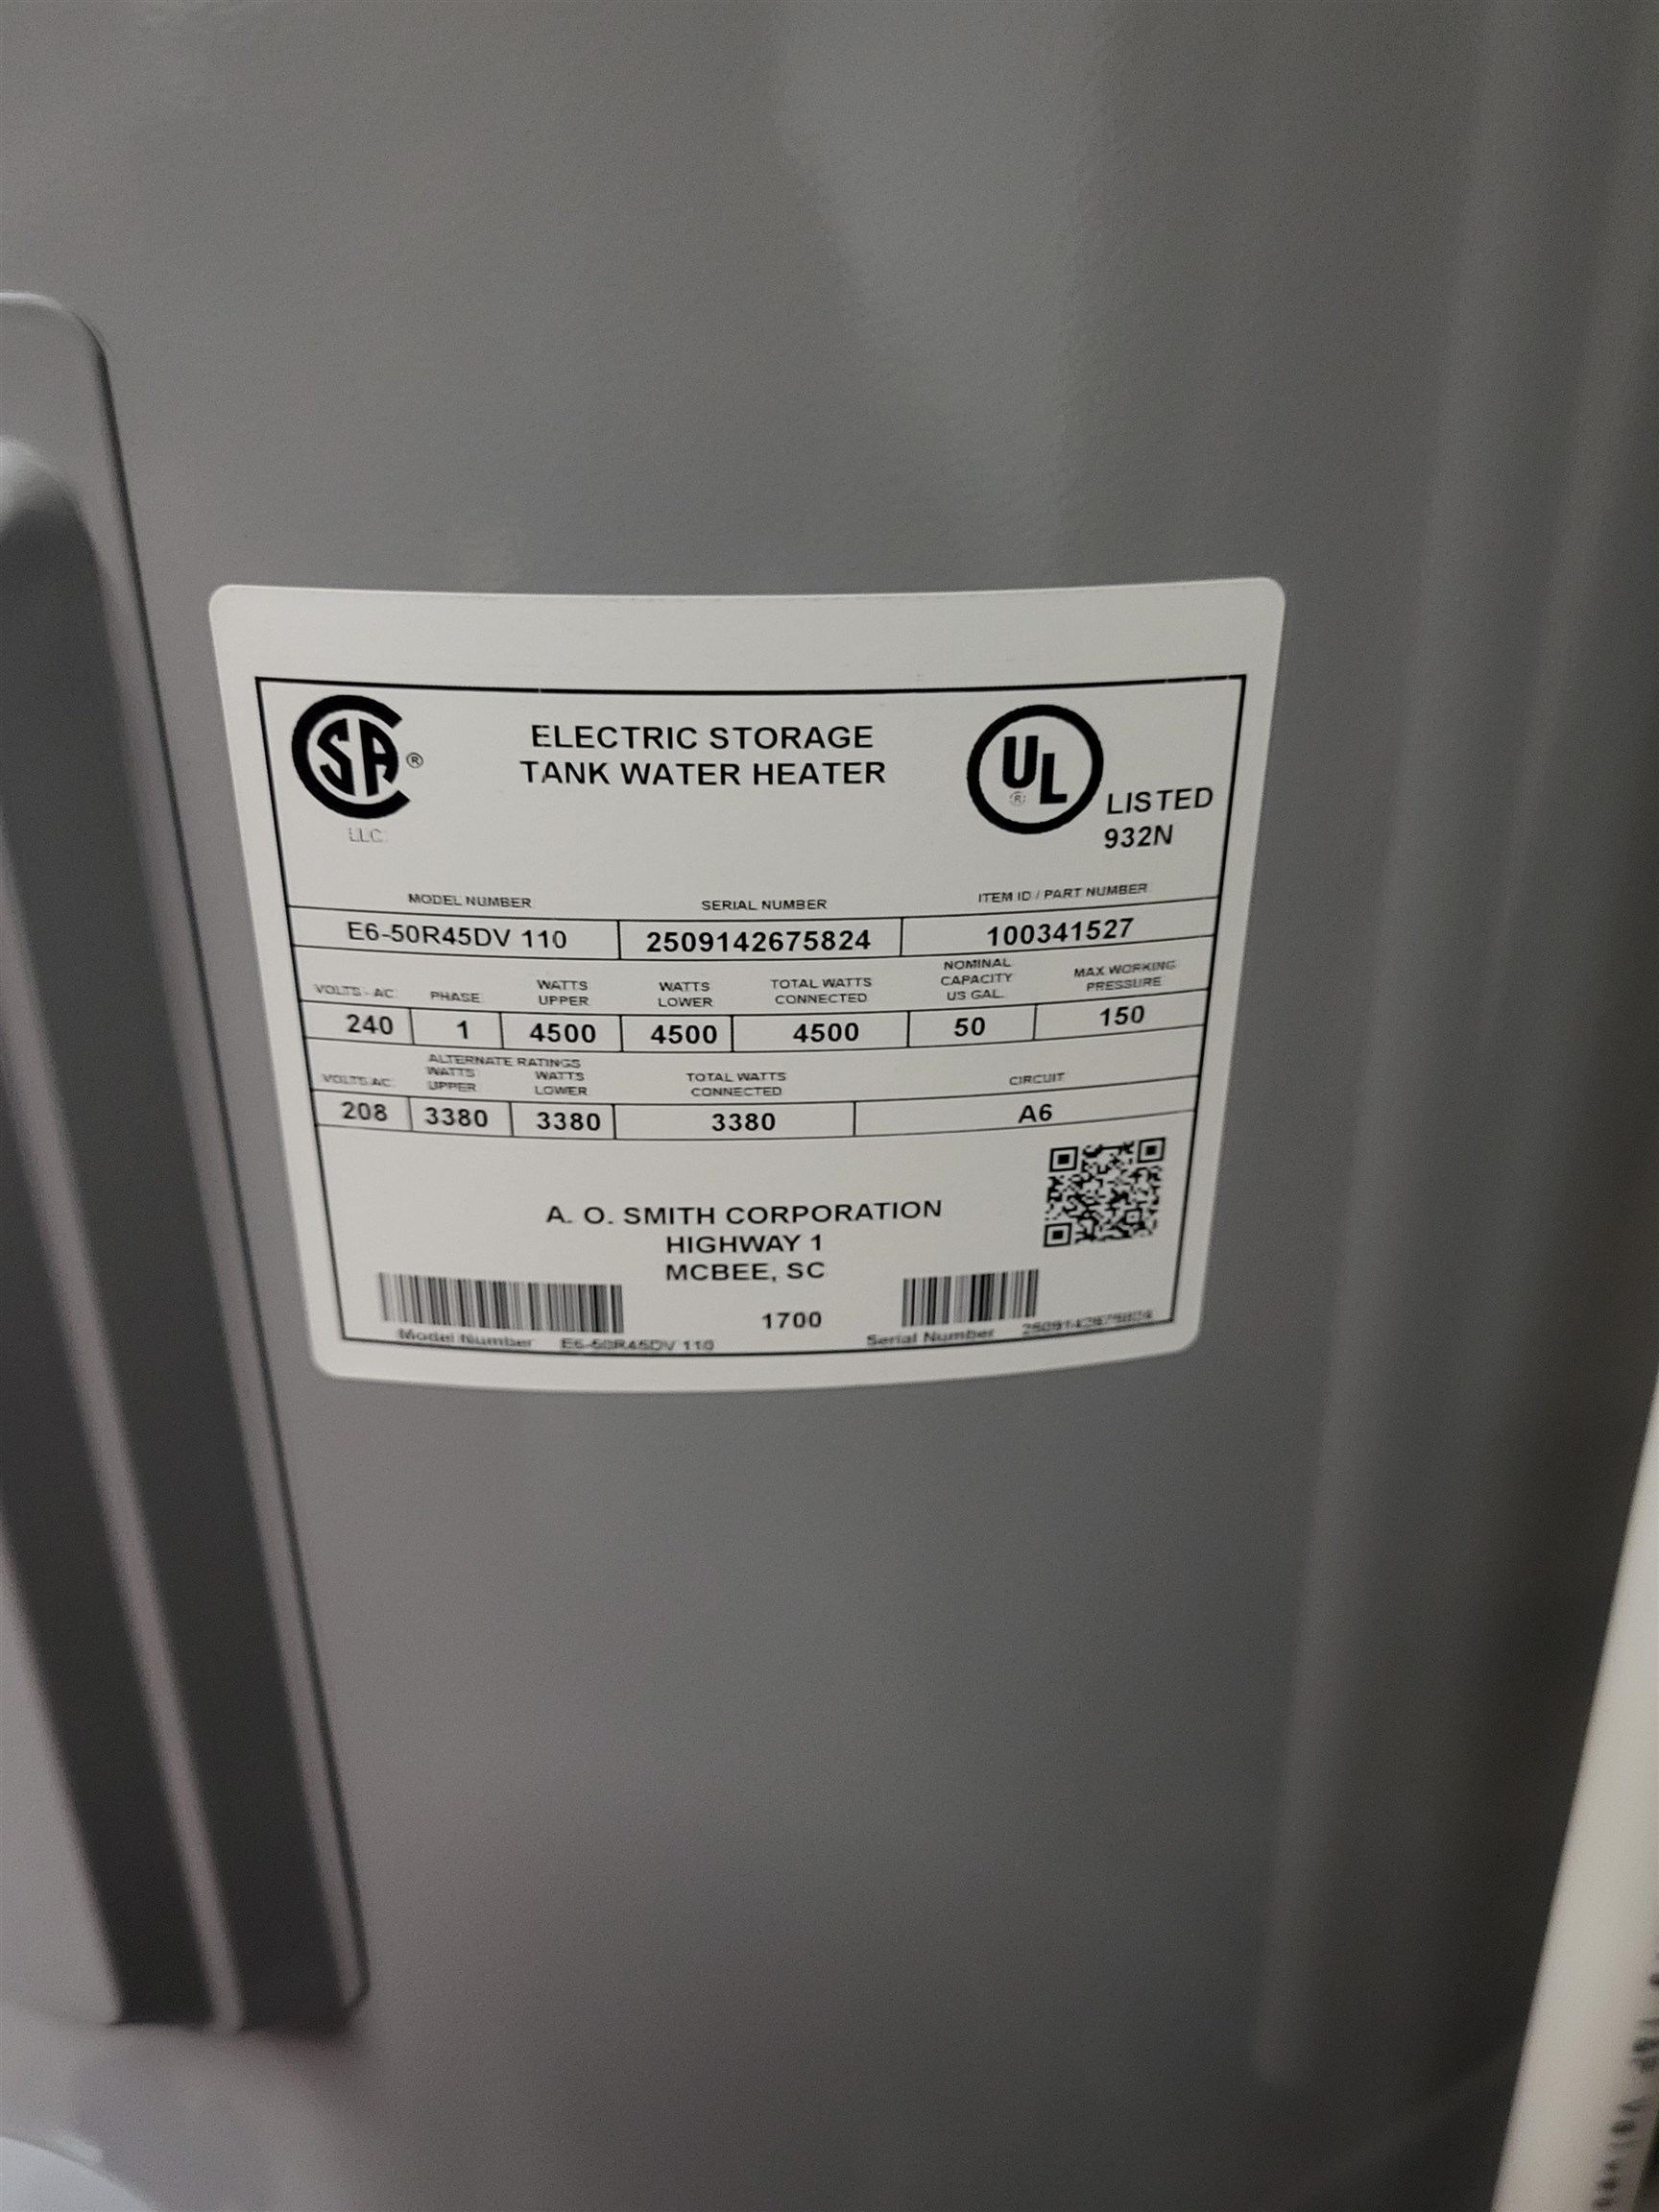 SA ®
LLC
ELECTRIC STORAGE
TANK WATER HEATER
UL ®
LISTED
932N
MODEL NUMBER SERIAL NUMBER ITEM ID / PART NUMBER
E6-50R45DV 110 2509142675824 100341527
VOLTS - AC PHASE WATTS UPPER WATTS LOWER TOTAL WATTS CONNECTED NOMINAL CAPACITY US GAL. MAX WORKING PRESSURE
240 1 4500 4500 4500 50 150
ALTERNATE RATINGS
VOLTS AC WATTS UPPER WATTS LOWER TOTAL WATTS CONNECTED CIRCUIT
208 3380 3380 3380 A6
A. O. SMITH CORPORATION
HIGHWAY 1
MCBEE, SC
1700
Model Number E6-50R45DV 110 Serial Number 2509142675824
T&P Valve